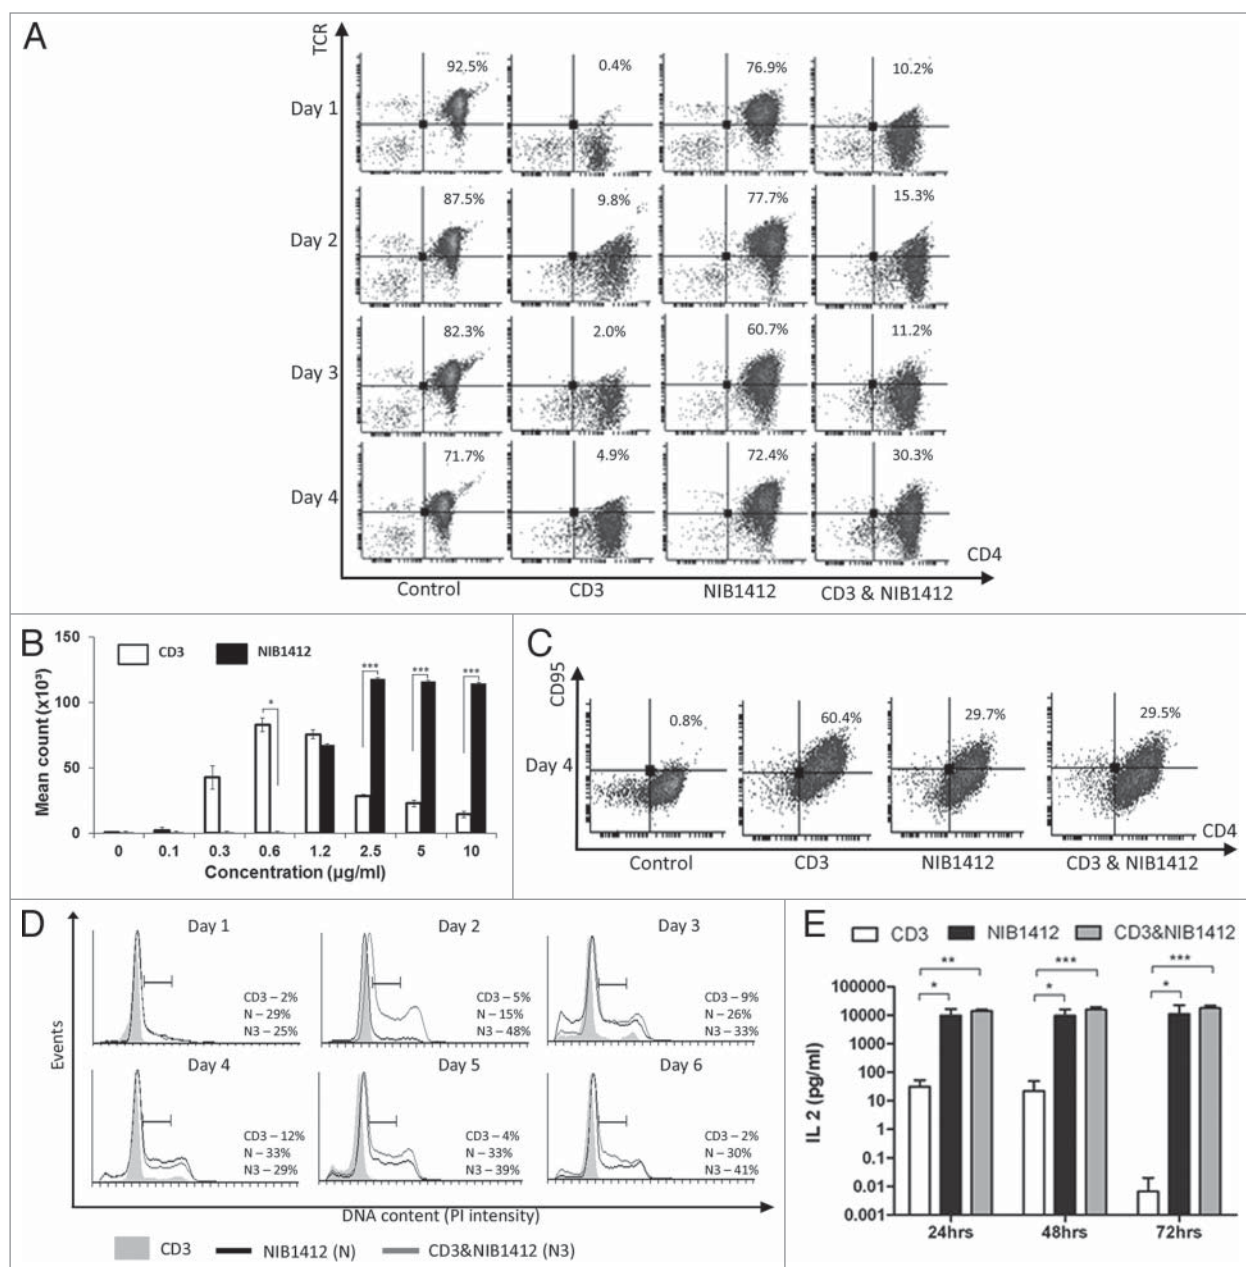 A
TCR
92.5%
0.4%
76.9%
10.2%
Day 1
87.5%
9.8%
77.7%
15.3%
Day 2
82.3%
2.0%
60.7%
11.2%
Day 3
71.7%
4.9%
72.4%
30.3%
Day 4
CD4
Control
CD3
NIB1412
CD3 & NIB1412
B
CD3
NIB1412
Mean count (x10³)
150
100
50
0
*
***
***
***
0
0.1
0.3
0.6
1.2
2.5
5
10
Concentration (µg/ml)
C
CD95
0.8%
60.4%
29.7%
29.5%
Day 4
CD4
Control
CD3
NIB1412
CD3 & NIB1412
D
Events
Day 1
CD3 – 2%
N – 29%
N3 – 25%
Day 2
CD3 – 5%
N – 15%
N3 – 48%
Day 3
CD3 – 9%
N – 26%
N3 – 33%
Day 4
CD3 – 12%
N – 33%
N3 – 29%
Day 5
CD3 – 4%
N – 33%
N3 – 39%
Day 6
CD3 – 2%
N – 30%
N3 – 41%
DNA content (PI intensity)
CD3
NIB1412 (N)
CD3&NIB1412 (N3)
E
CD3
NIB1412
CD3&NIB1412
IL 2 (pg/ml)
100000
10000
1000
100
10
1
0.1
0.01
0.001
**
*
***
*
***
*
24hrs
48hrs
72hrs